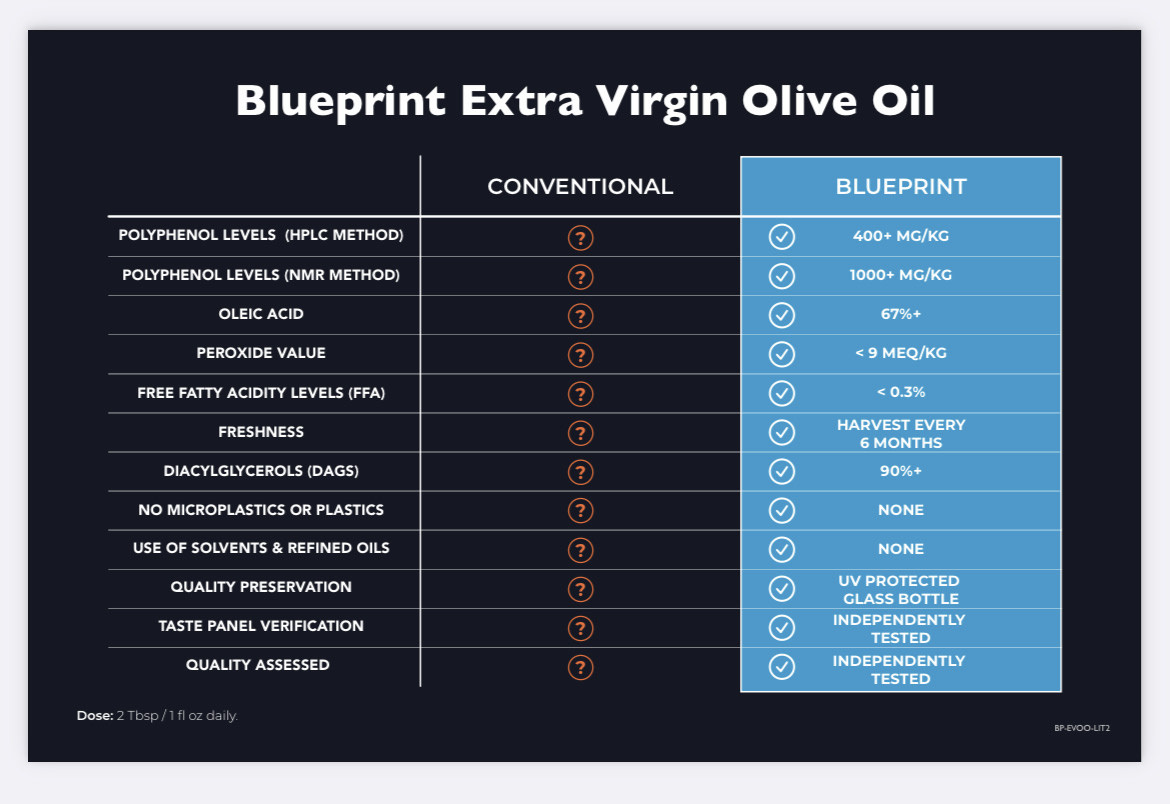 Blueprint Extra Virgin Olive Oil
CONVENTIONAL BLUEPRINT
POLYPHENOL LEVELS (HPLC METHOD) ? 400+ MG/KG
POLYPHENOL LEVELS (NMR METHOD) ? 1000+ MG/KG
OLEIC ACID ? 67%+
PEROXIDE VALUE ? < 9 MEQ/KG
FREE FATTY ACIDITY LEVELS (FFA) ? < 0.3%
FRESHNESS ? HARVEST EVERY
6 MONTHS
DIACYLGLYCEROLS (DAGS) ? 90%+
NO MICROPLASTICS OR PLASTICS ? NONE
USE OF SOLVENTS & REFINED OILS ? NONE
QUALITY PRESERVATION ? UV PROTECTED
GLASS BOTTLE
TASTE PANEL VERIFICATION ? INDEPENDENTLY
TESTED
QUALITY ASSESSED ? INDEPENDENTLY
TESTED
Dose: 2 Tbsp / 1 fl oz daily.
BP-EVOO-LIT2